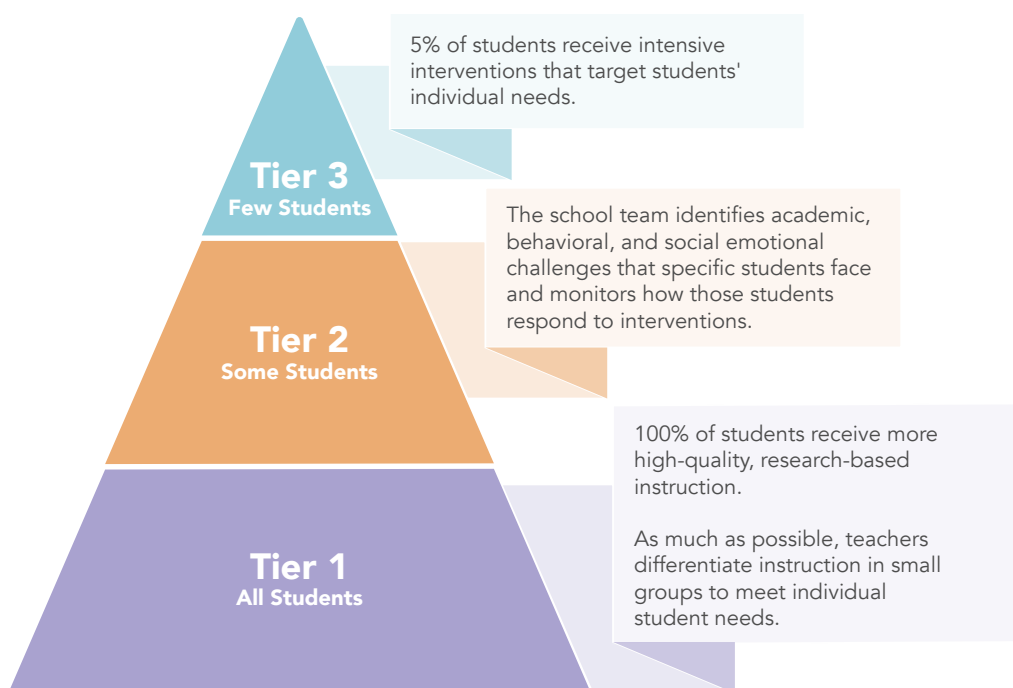 5% of students receive intensive
interventions that target students'
individual needs.
Tier 3
Few Students
The school team identifies academic,
behavioral, and social emotional
challenges that specific students face
and monitors how those students
respond to interventions.
Tier 2
Some Students
100% of students receive more
high-quality, research-based
instruction.
As much as possible, teachers
differentiate instruction in small
groups to meet individual
student needs.
Tier 1
All Students